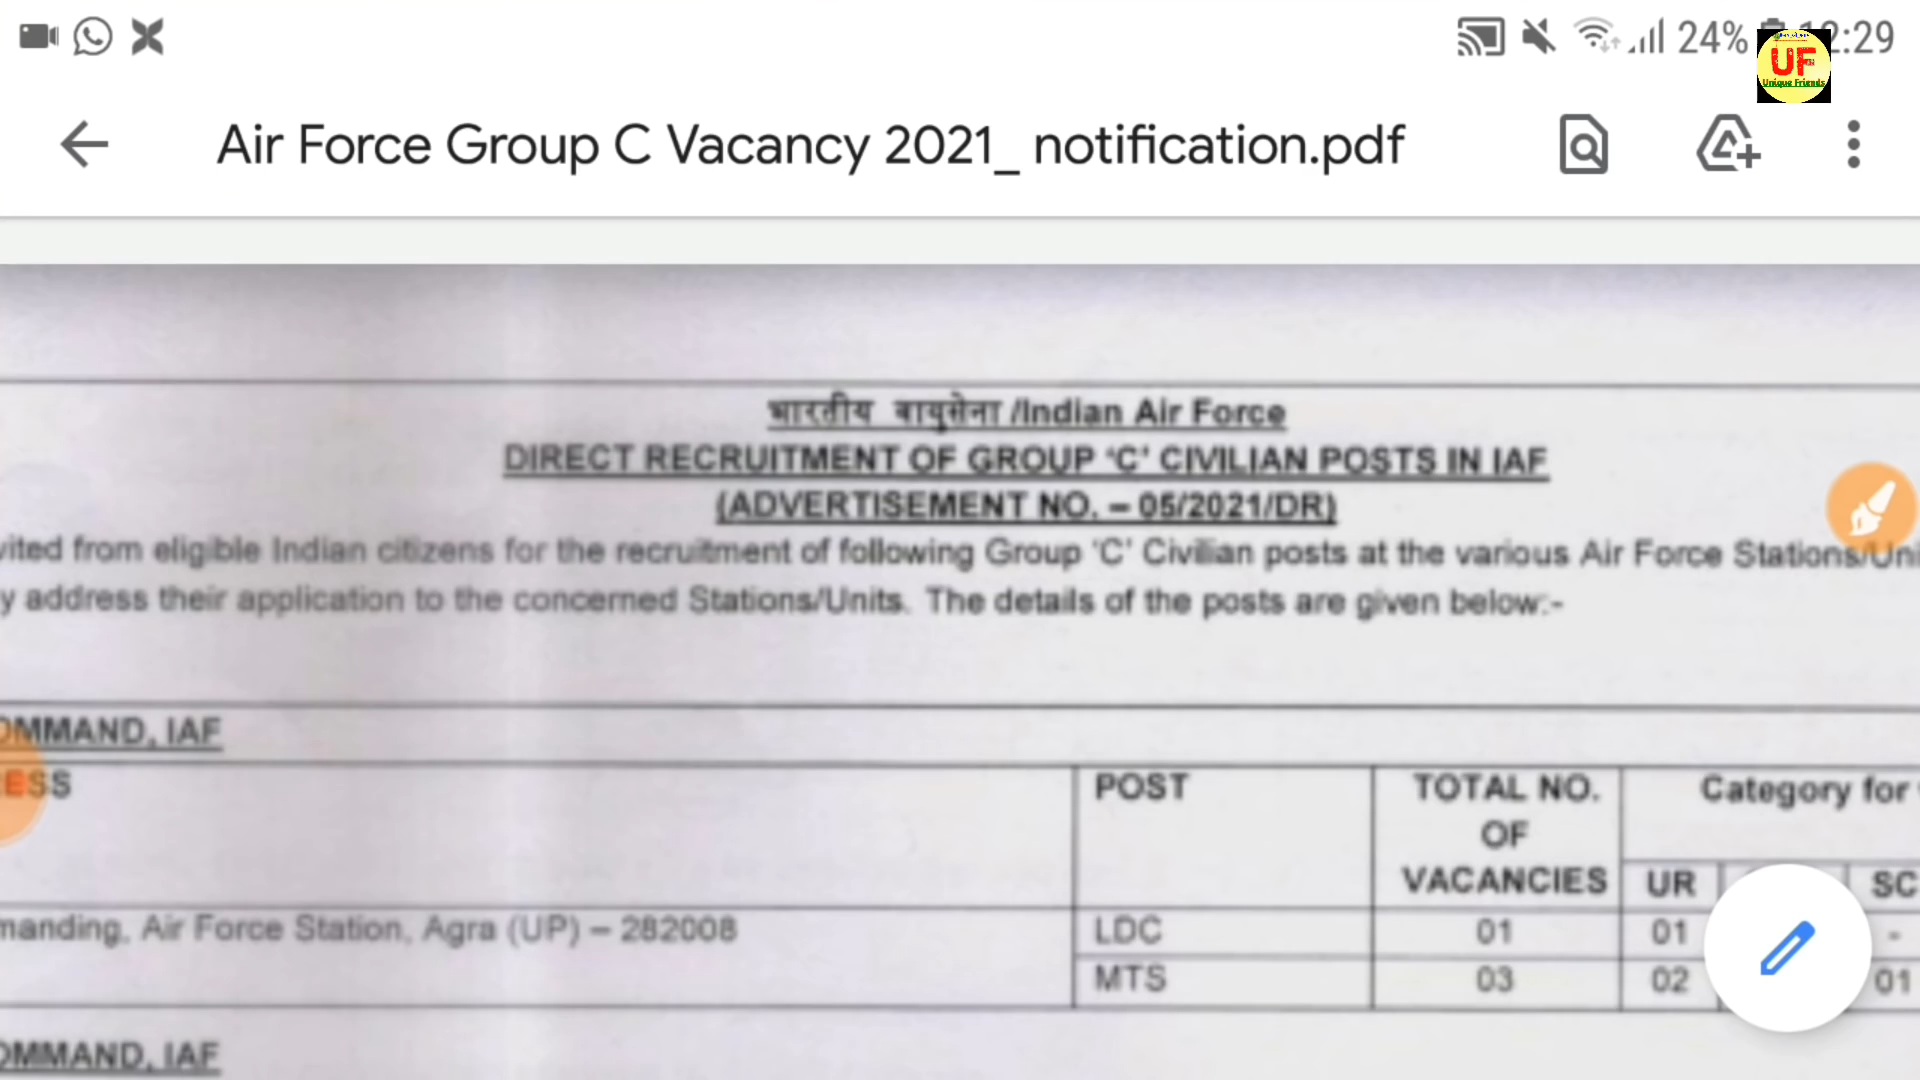 24% 2:29
UF
Unique Friends
Air Force Group C Vacancy 2021_ notification.pdf
भारतीय वायुसेना /Indian Air Force
DIRECT RECRUITMENT OF GROUP 'C' CIVILIAN POSTS IN IAF
(ADVERTISEMENT NO. – 05/2021/DR)
vited from eligible Indian citizens for the recruitment of following Group 'C' Civilian posts at the various Air Force Stations/Uni
y address their application to the concerned Stations/Units. The details of the posts are given below:-
OMMAND, IAF
ESS POST TOTAL NO. Category for
OF
VACANCIES UR SC
manding, Air Force Station, Agra (UP) – 282008 LDC 01 01 -
MTS 03 02 01
OMMAND, IAF